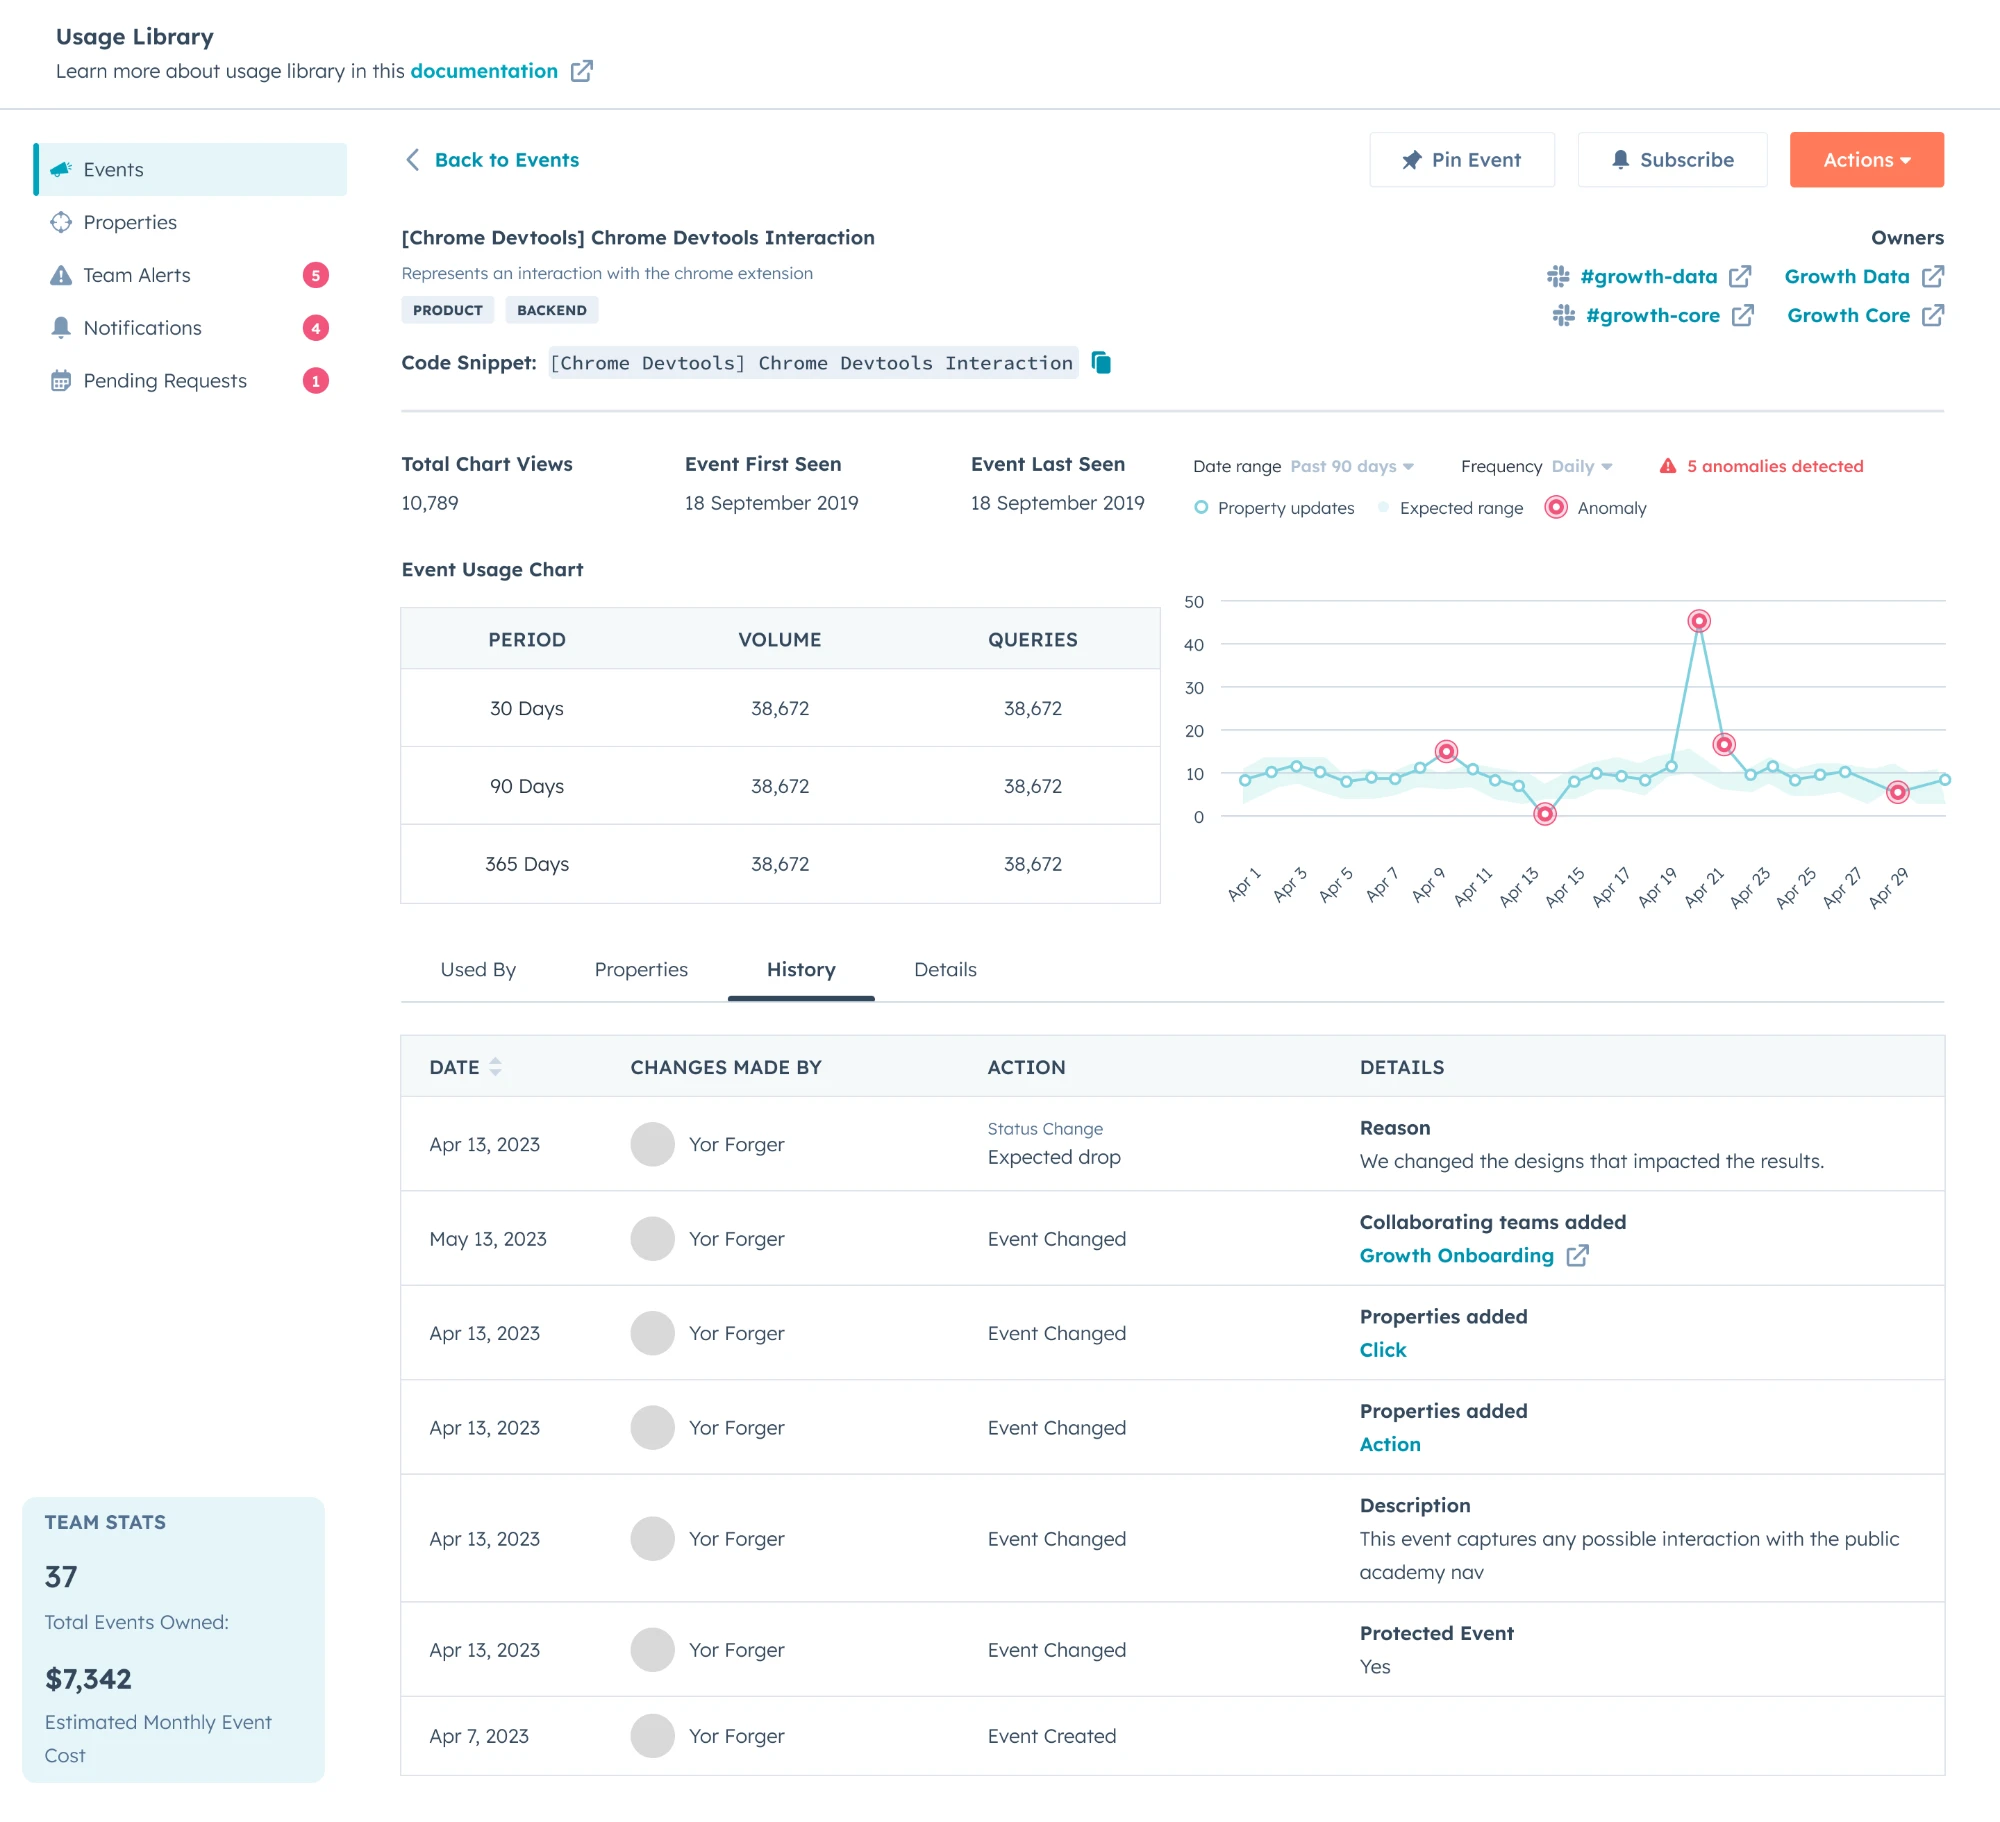 Usage Library
Learn more about usage library in this documentation
Events
Properties
Team Alerts 5
Notifications 4
Pending Requests 1
Back to Events
Pin Event
Subscribe
Actions
[Chrome Devtools] Chrome Devtools Interaction
Represents an interaction with the chrome extension
PRODUCT BACKEND
Code Snippet: [Chrome Devtools] Chrome Devtools Interaction
Owners
#growth-data Growth Data
#growth-core Growth Core
Total Chart Views
10,789
Event First Seen
18 September 2019
Event Last Seen
18 September 2019
Date range Past 90 days Frequency Daily 5 anomalies detected
Property updates Expected range Anomaly
Event Usage Chart
PERIOD VOLUME QUERIES
30 Days 38,672 38,672
90 Days 38,672 38,672
365 Days 38,672 38,672
50
40
30
20
10
0
Apr 1 Apr 3 Apr 5 Apr 7 Apr 9 Apr 11 Apr 13 Apr 15 Apr 17 Apr 19 Apr 21 Apr 23 Apr 25 Apr 27 Apr 29
Used By Properties History Details
DATE CHANGES MADE BY ACTION DETAILS
Apr 13, 2023 Yor Forger
Status Change
Expected drop
Reason
We changed the designs that impacted the results.
May 13, 2023 Yor Forger Event Changed
Collaborating teams added
Growth Onboarding
Apr 13, 2023 Yor Forger Event Changed
Properties added
Click
Apr 13, 2023 Yor Forger Event Changed
Properties added
Action
Apr 13, 2023 Yor Forger Event Changed
Description
This event captures any possible interaction with the public
academy nav
Apr 13, 2023 Yor Forger Event Changed
Protected Event
Yes
Apr 7, 2023 Yor Forger Event Created
TEAM STATS
37
Total Events Owned:
$7,342
Estimated Monthly Event
Cost